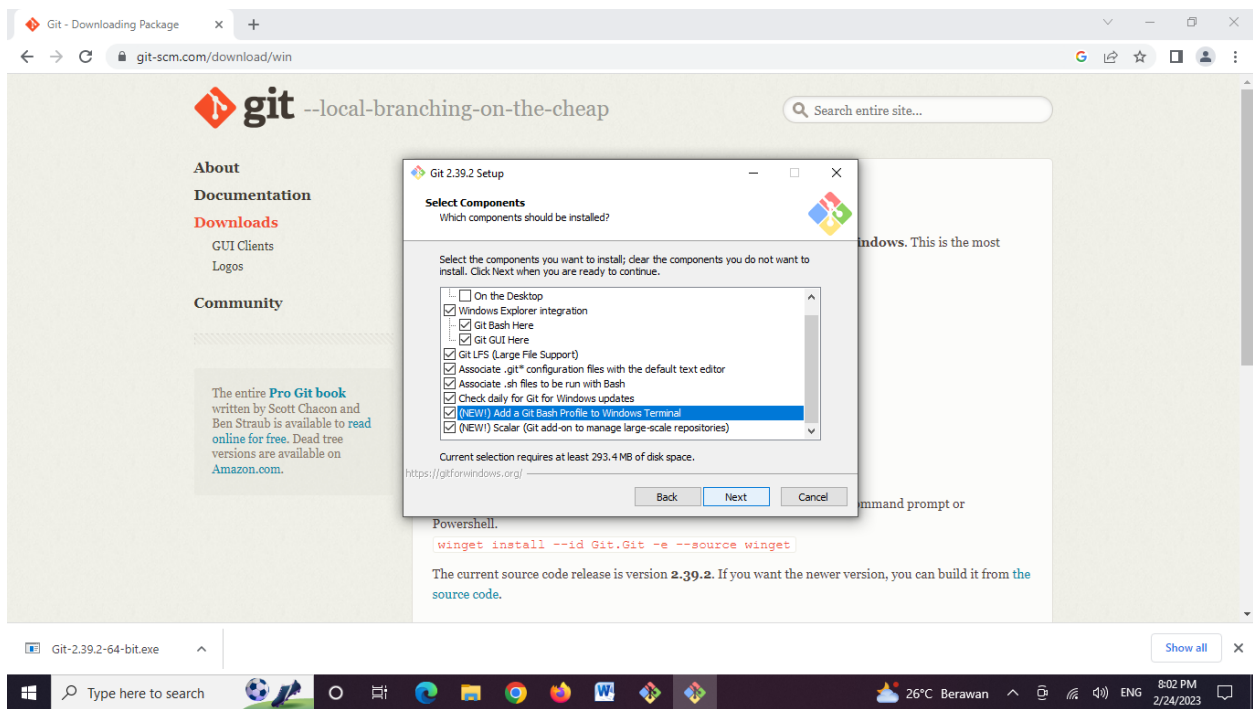 Git - Downloading Package
git-scm.com/download/win
git --local-branching-on-the-cheap
Search entire site...
About
Documentation
Downloads
GUI Clients
Logos
Community
The entire Pro Git book
written by Scott Chacon and
Ben Straub is available to read
online for free. Dead tree
versions are available on
Amazon.com.
Git 2.39.2 Setup
Select Components
Which components should be installed?
Select the components you want to install; clear the components you do not want to
install. Click Next when you are ready to continue.
On the Desktop
Windows Explorer integration
Git Bash Here
Git GUI Here
Git LFS (Large File Support)
Associate .git* configuration files with the default text editor
Associate .sh files to be run with Bash
Check daily for Git for Windows updates
(NEW!) Add a Git Bash Profile to Windows Terminal
(NEW!) Scalar (Git add-on to manage large-scale repositories)
Current selection requires at least 293.4 MB of disk space.
https://gitforwindows.org/
Back Next Cancel
indows. This is the most
ommand prompt or
Powershell.
winget install --id Git.Git -e --source winget
The current source code release is version 2.39.2. If you want the newer version, you can build it from the
source code.
Git-2.39.2-64-bit.exe
Show all
Type here to search
26°C Berawan
ENG
8:02 PM
2/24/2023